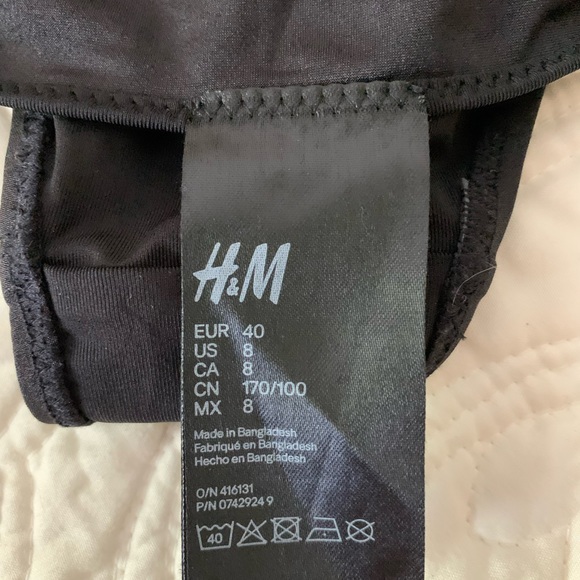 H&M
EUR 40
US 8
CA 8
CN 170/100
MX 8
Made in Bangladesh
Fabriqué en Bangladesh
Hecho en Bangladesh
O/N 416131
P/N 0742924 9
40